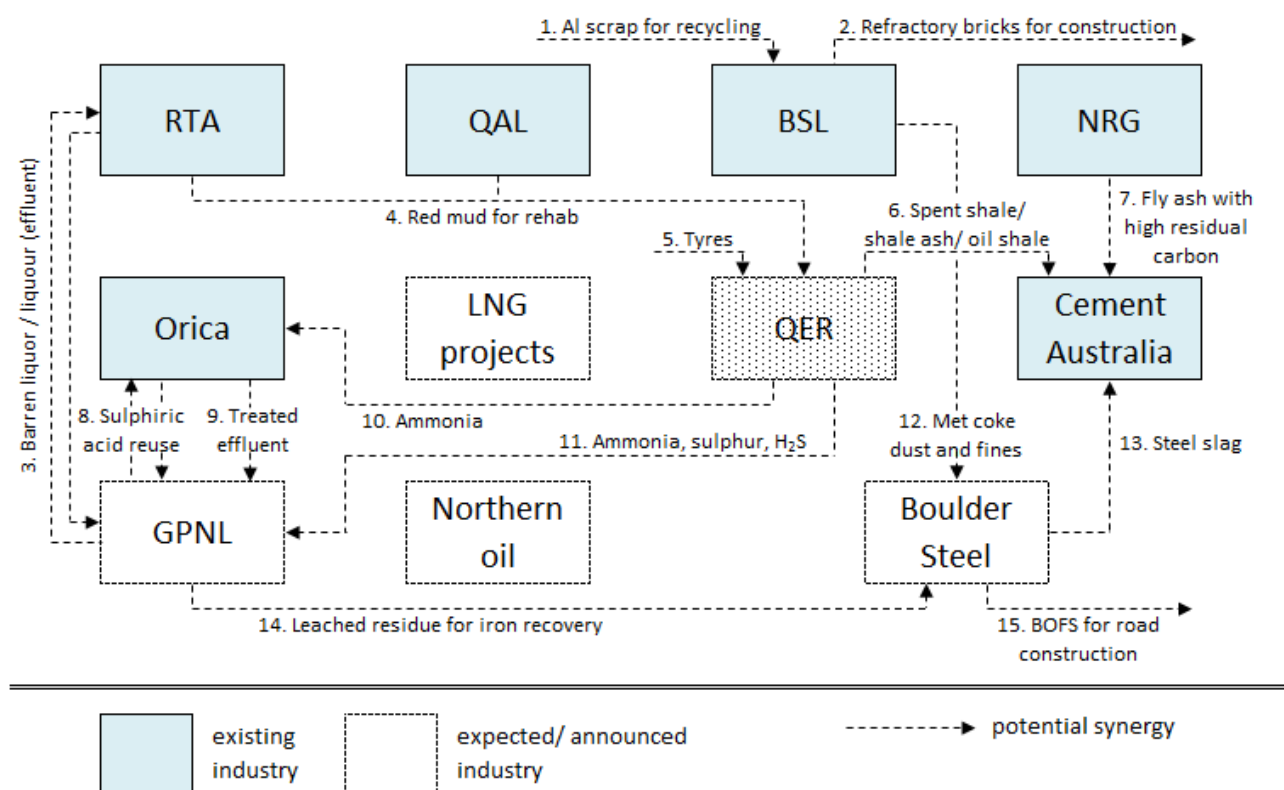 1. Al scrap for recycling
2. Refractory bricks for construction
RTA
QAL
BSL
NRG
3. Barren liquor / liquour (effluent)
4. Red mud for rehab
5. Tyres
6. Spent shale/
shale ash/ oil shale
7. Fly ash with
high residual
carbon
Orica
LNG
projects
QER
Cement
Australia
8. Sulphiric
acid reuse
9. Treated
effluent
10. Ammonia
11. Ammonia, sulphur, H₂S
12. Met coke
dust and fines
13. Steel slag
GPNL
Northern
oil
Boulder
Steel
14. Leached residue for iron recovery
15. BOFS for road
construction
existing
industry
expected/ announced
industry
potential synergy